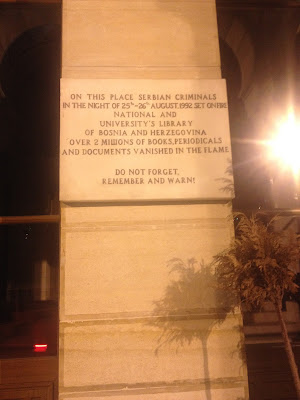 ON THIS PLACE SERBIAN CRIMINALS
IN THE NIGHT OF 25TH-26TH AUGUST, 1992. SET ON FIRE
NATIONAL AND
UNIVERSITY'S LIBRARY
OF BOSNIA AND HERZEGOVINA
OVER 2 MILLIONS OF BOOKS, PERIODICALS
AND DOCUMENTS VANISHED IN THE FLAME
DO NOT FORGET,
REMEMBER AND WARN!